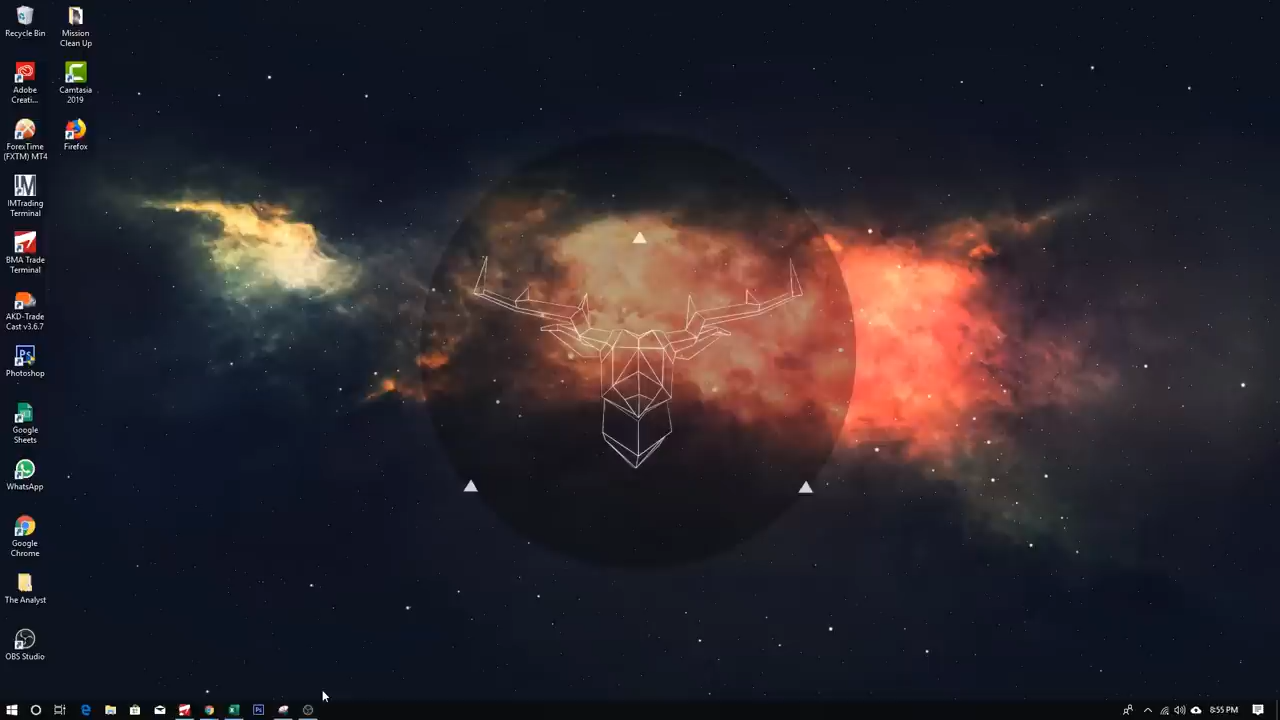 Recycle Bin
Mission
Clean Up
Adobe
Creati...
Camtasia
2019
ForexTime
(FXTM) MT4
Firefox
IMTrading
Terminal
BMA Trade
Terminal
AKD-Trade
Cast v3.6.7
Photoshop
Google
Sheets
WhatsApp
Google
Chrome
The Analyst
OBS Studio
8:55 PM